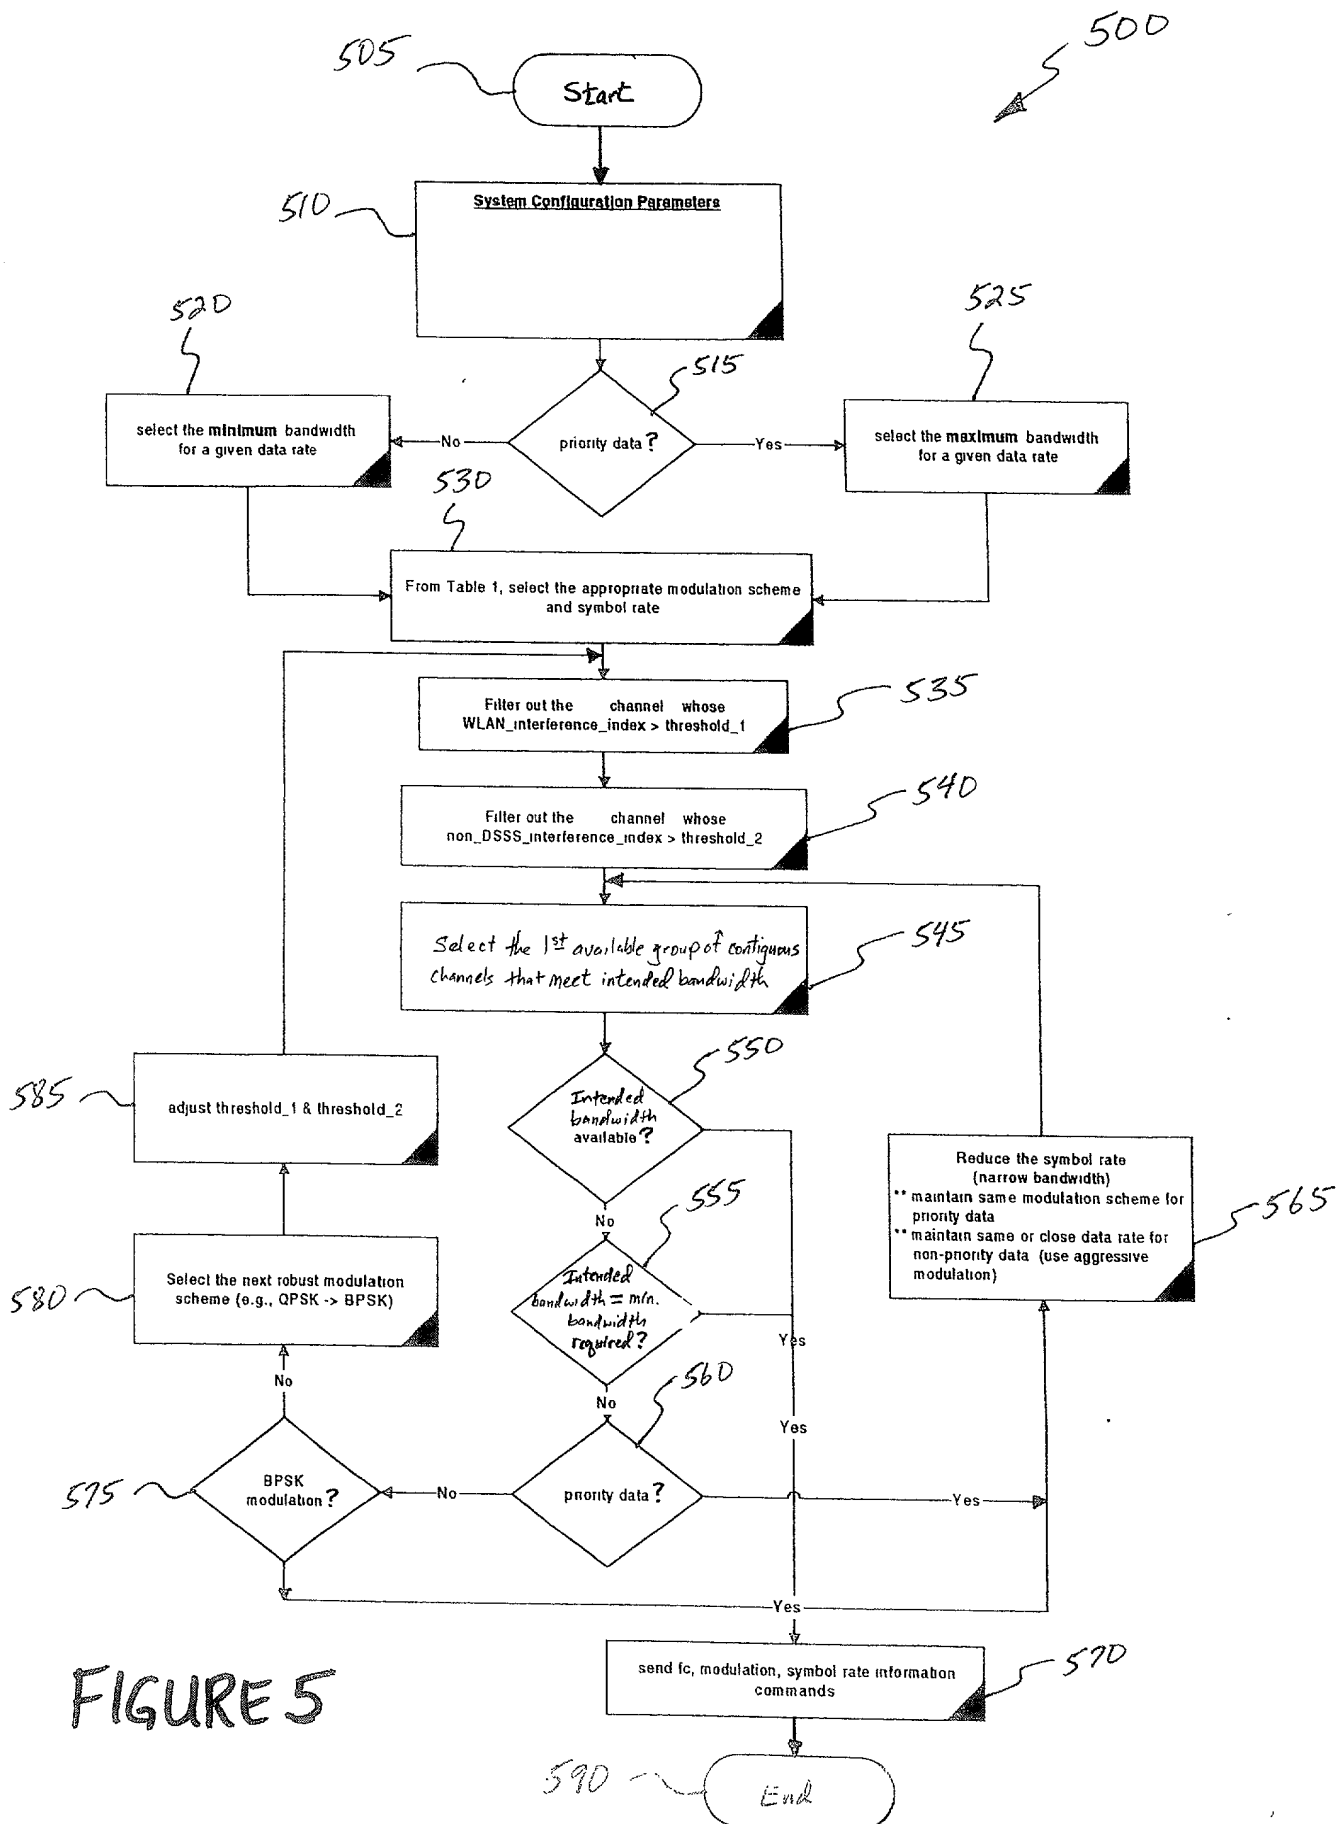 500
505
Start
510
System Configuration Parameters
520
525
515
select the minimum bandwidth
for a given data rate
No
priority data?
Yes
select the maximum bandwidth
for a given data rate
530
From Table 1, select the appropriate modulation scheme
and symbol rate
535
Filter out the channel whose
WLAN_interference_index > threshold_1
540
Filter out the channel whose
non_DSSS_interference_index > threshold_2
545
Select the 1st available group of contiguous
channels that meet intended bandwidth
550
Intended
bandwidth
available?
585
adjust threshold_1 & threshold_2
No
555
Reduce the symbol rate
(narrow bandwidth)
** maintain same modulation scheme for
priority data
** maintain same or close data rate for
non-priority data (use aggressive
modulation)
565
580
Select the next robust modulation
scheme (e.g., QPSK -> BPSK)
Intended
bandwidth = min.
bandwidth
required?
Yes
No
No
560
Yes
575
BPSK
modulation?
No
priority data?
Yes
Yes
send fc, modulation, symbol rate information
commands
570
FIGURE 5
590
End